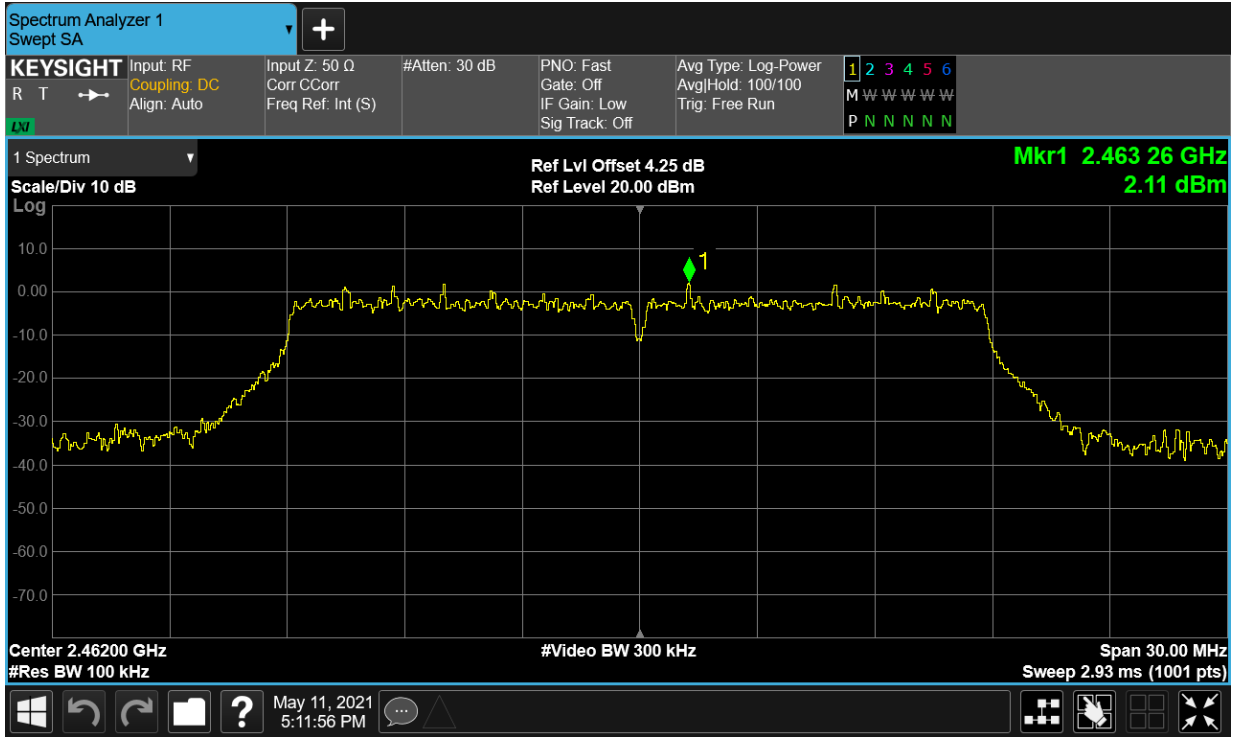 Spectrum Analyzer 1
Swept SA
KEYSIGHT
R T
LXI
Input: RF
Coupling: DC
Align: Auto
Input Z: 50 Ω
Corr CCorr
Freq Ref: Int (S)
#Atten: 30 dB
PNO: Fast
Gate: Off
IF Gain: Low
Sig Track: Off
Avg Type: Log-Power
Avg|Hold: 100/100
Trig: Free Run
1 2 3 4 5 6
M W W W W W
P N N N N N
1 Spectrum
Scale/Div 10 dB
Ref Lvl Offset 4.25 dB
Ref Level 20.00 dBm
Mkr1 2.463 26 GHz
2.11 dBm
Log
10.0
0.00
-10.0
-20.0
-30.0
-40.0
-50.0
-60.0
-70.0
1
Center 2.46200 GHz
#Res BW 100 kHz
#Video BW 300 kHz
Span 30.00 MHz
Sweep 2.93 ms (1001 pts)
?
May 11, 2021
5:11:56 PM